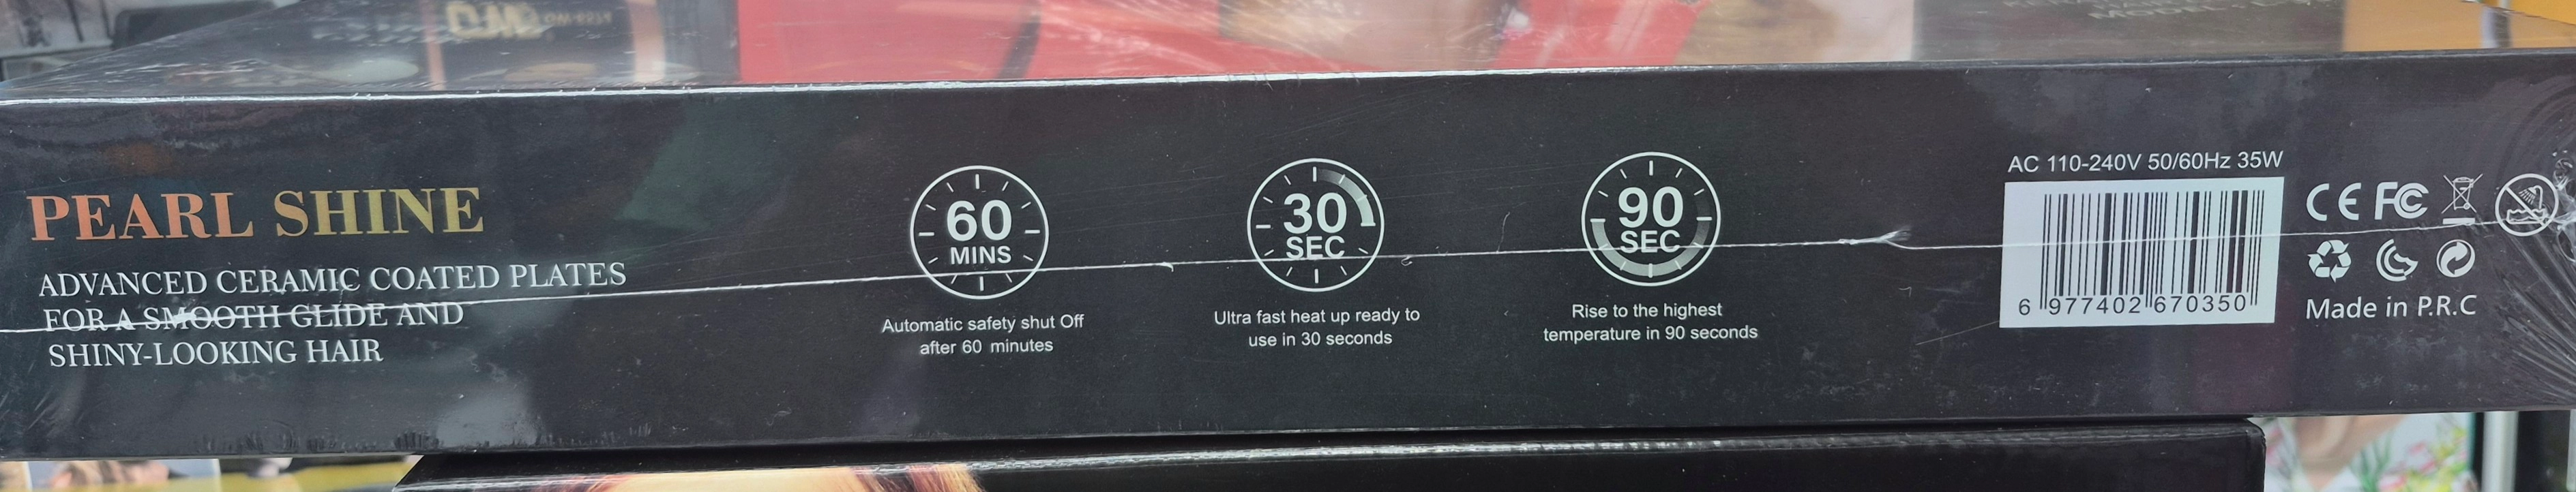 PEARL SHINE
ADVANCED CERAMIC COATED PLATES
FOR A SMOOTH GLIDE AND
SHINY-LOOKING HAIR
60
MINS
Automatic safety shut Off
after 60 minutes
30
SEC
Ultra fast heat up ready to
use in 30 seconds
90
SEC
Rise to the highest
temperature in 90 seconds
AC 110-240V 50/60Hz 35W
6 977402 670350
CE FC
Made in P.R.C